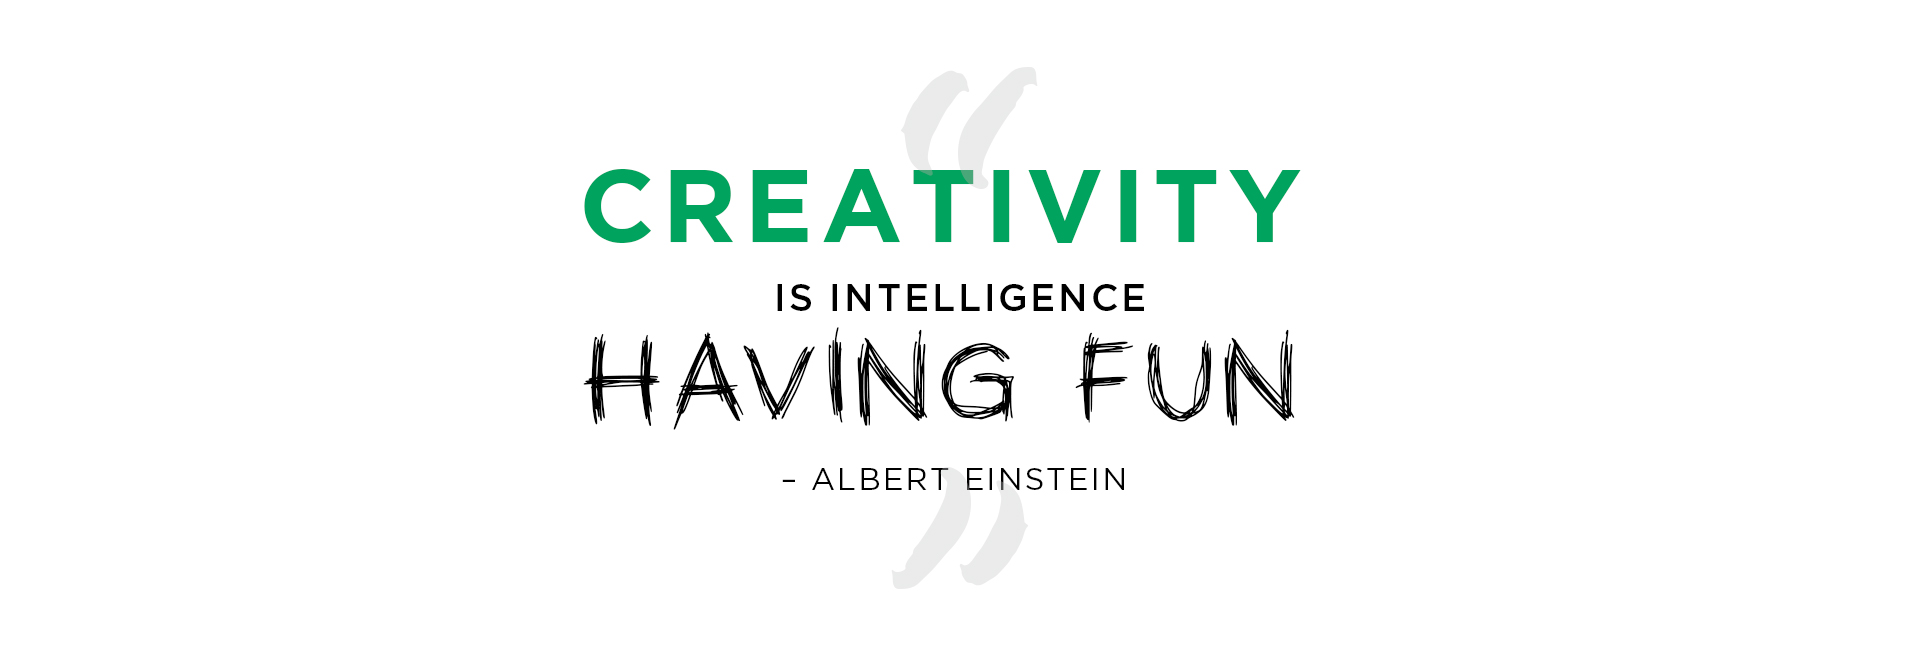 “
CREATIVITY
IS INTELLIGENCE
HAVING FUN
– ALBERT EINSTEIN
”